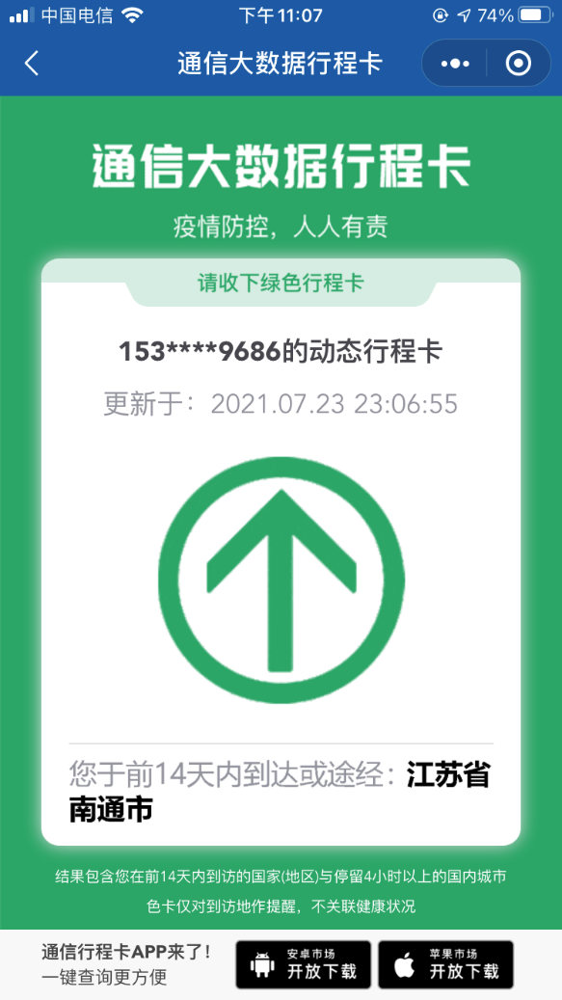 中国电信
下午11:07
74%
通信大数据行程卡
通信大数据行程卡
疫情防控，人人有责
请收下绿色行程卡
153****9686的动态行程卡
更新于：2021.07.23 23:06:55
您于前14天内到达或途经：江苏省
南通市
结果包含您在前14天内到访的国家(地区)与停留4小时以上的国内城市
色卡仅对到访地作提醒，不关联健康状况
通信行程卡APP来了！
一键查询更方便
安卓市场
开放下载
苹果市场
开放下载